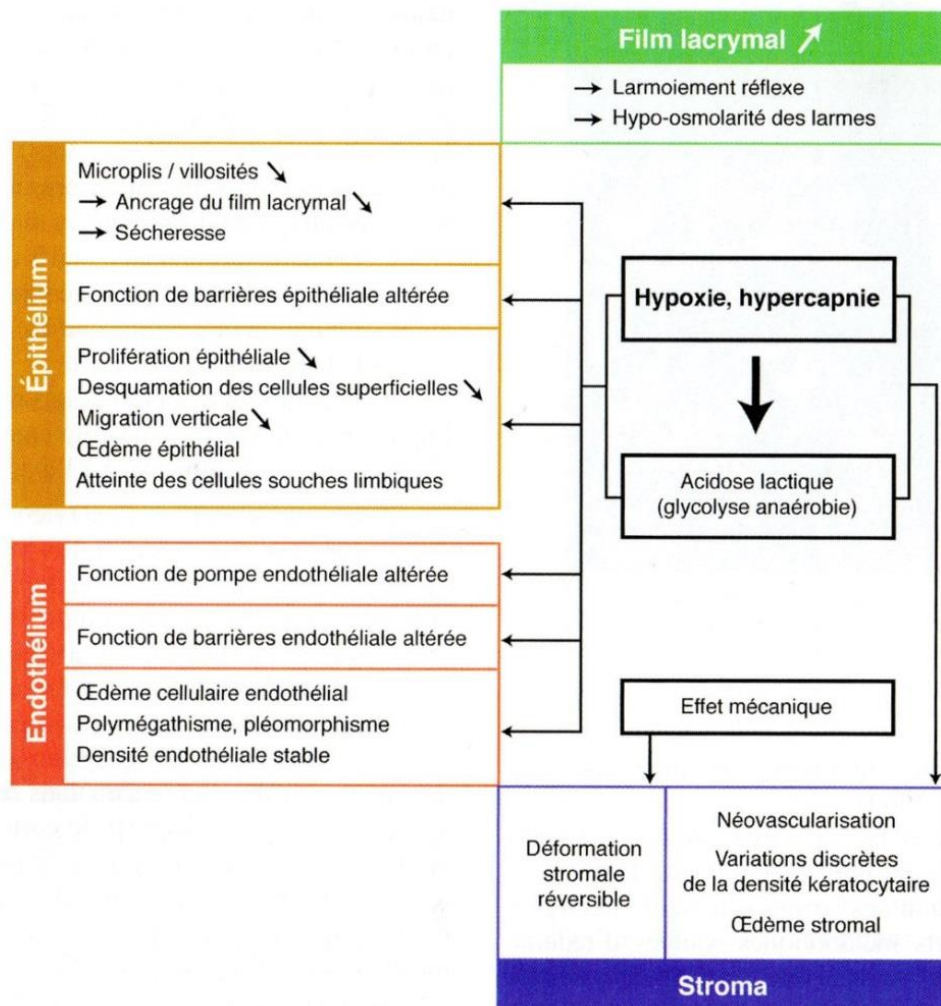 Film lacrymal ↗
→ Larmoiement réflexe
→ Hypo-osmolarité des larmes
Épithélium
Microplis / villosités ↘
→ Ancrage du film lacrymal ↘
→ Sécheresse
Fonction de barrières épithéliale altérée
Prolifération épithéliale ↘
Desquamation des cellules superficielles ↘
Migration verticale ↘
Œdème épithélial
Atteinte des cellules souches limbiques
Hypoxie, hypercapnie
Acidose lactique
(glycolyse anaérobie)
Endothélium
Fonction de pompe endothéliale altérée
Fonction de barrières endothéliale altérée
Œdème cellulaire endothélial
Polymégathisme, pléomorphisme
Densité endothéliale stable
Effet mécanique
Déformation
stromale
réversible
Néovascularisation
Variations discrètes
de la densité kératocytaire
Œdème stromal
Stroma